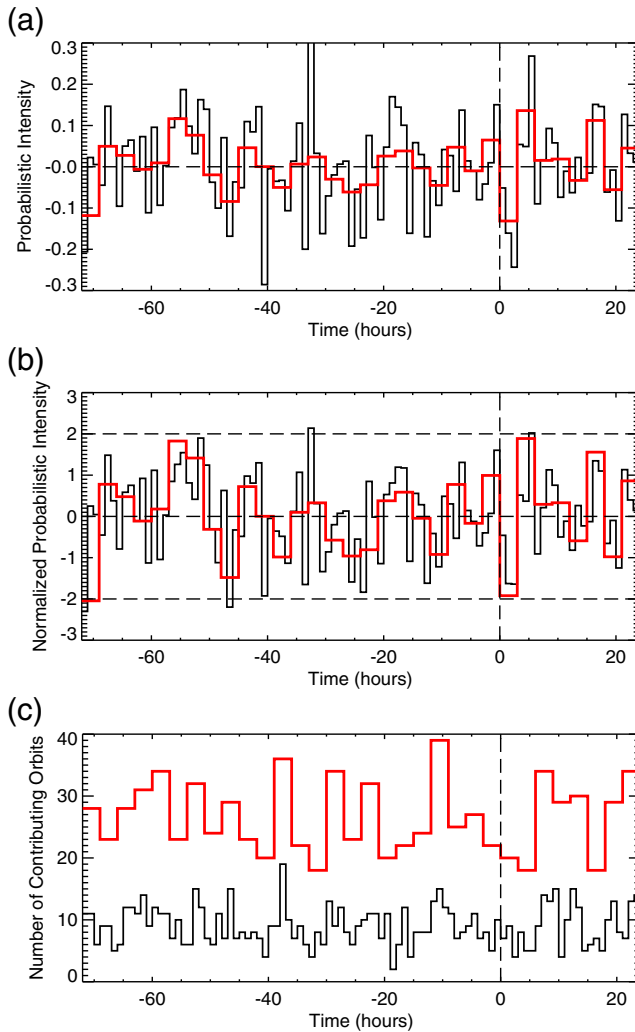 (a)
Probabilistic Intensity
0.3
0.2
0.1
-0.0
-0.1
-0.2
-0.3
-60 -40 -20 0 20
Time (hours)
(b)
Normalized Probabilistic Intensity
3
2
1
0
-1
-2
-3
-60 -40 -20 0 20
Time (hours)
(c)
Number of Contributing Orbits
40
30
20
10
0
-60 -40 -20 0 20
Time (hours)